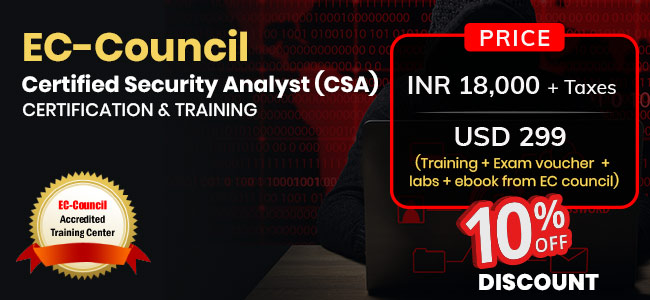 EC-Council
Certified Security Analyst (CSA)
CERTIFICATION & TRAINING
EC-Council
Accredited
Training Center
PRICE
INR 18,000 + Taxes
USD 299
(Training + Exam voucher +
labs + ebook from EC council)
10%
OFF
DISCOUNT